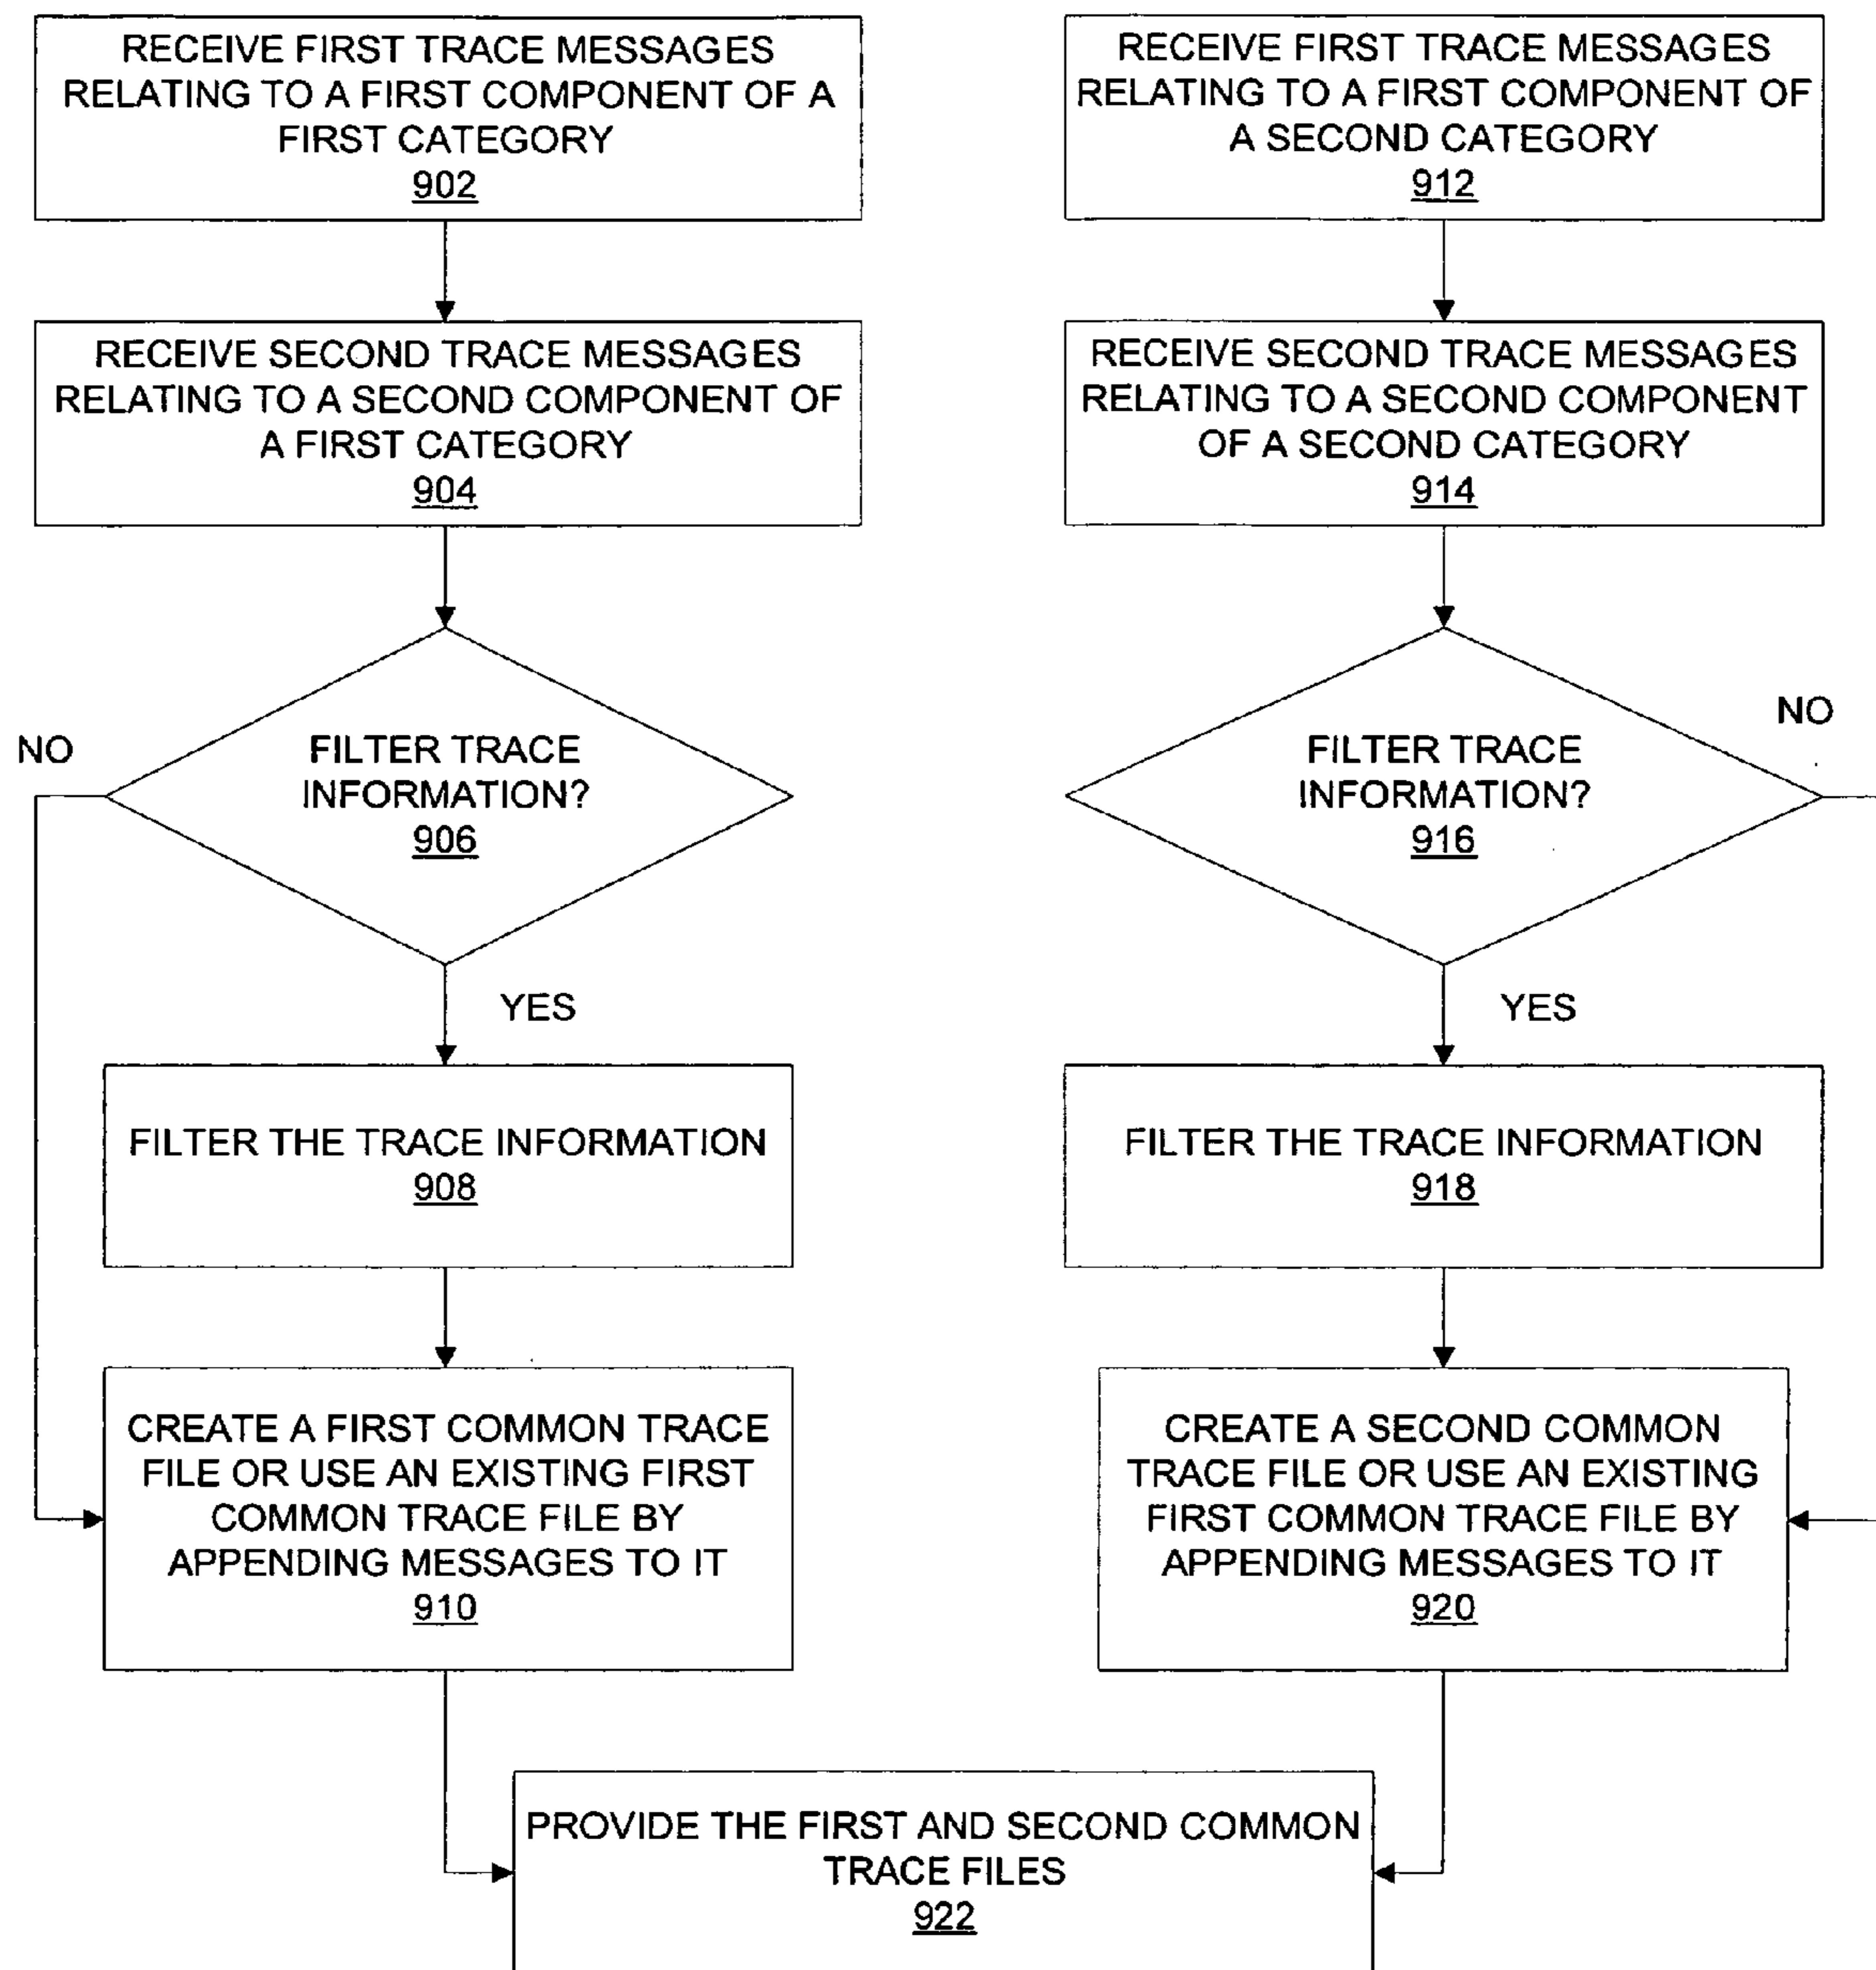 RECEIVE FIRST TRACE MESSAGES
RELATING TO A FIRST COMPONENT OF A
FIRST CATEGORY
902
RECEIVE SECOND TRACE MESSAGES
RELATING TO A SECOND COMPONENT OF
A FIRST CATEGORY
904
NO
FILTER TRACE
INFORMATION?
906
YES
FILTER THE TRACE INFORMATION
908
CREATE A FIRST COMMON TRACE
FILE OR USE AN EXISTING FIRST
COMMON TRACE FILE BY
APPENDING MESSAGES TO IT
910
RECEIVE FIRST TRACE MESSAGES
RELATING TO A FIRST COMPONENT OF
A SECOND CATEGORY
912
RECEIVE SECOND TRACE MESSAGES
RELATING TO A SECOND COMPONENT
OF A SECOND CATEGORY
914
NO
FILTER TRACE
INFORMATION?
916
YES
FILTER THE TRACE INFORMATION
918
CREATE A SECOND COMMON
TRACE FILE OR USE AN EXISTING
FIRST COMMON TRACE FILE BY
APPENDING MESSAGES TO IT
920
PROVIDE THE FIRST AND SECOND COMMON
TRACE FILES
922